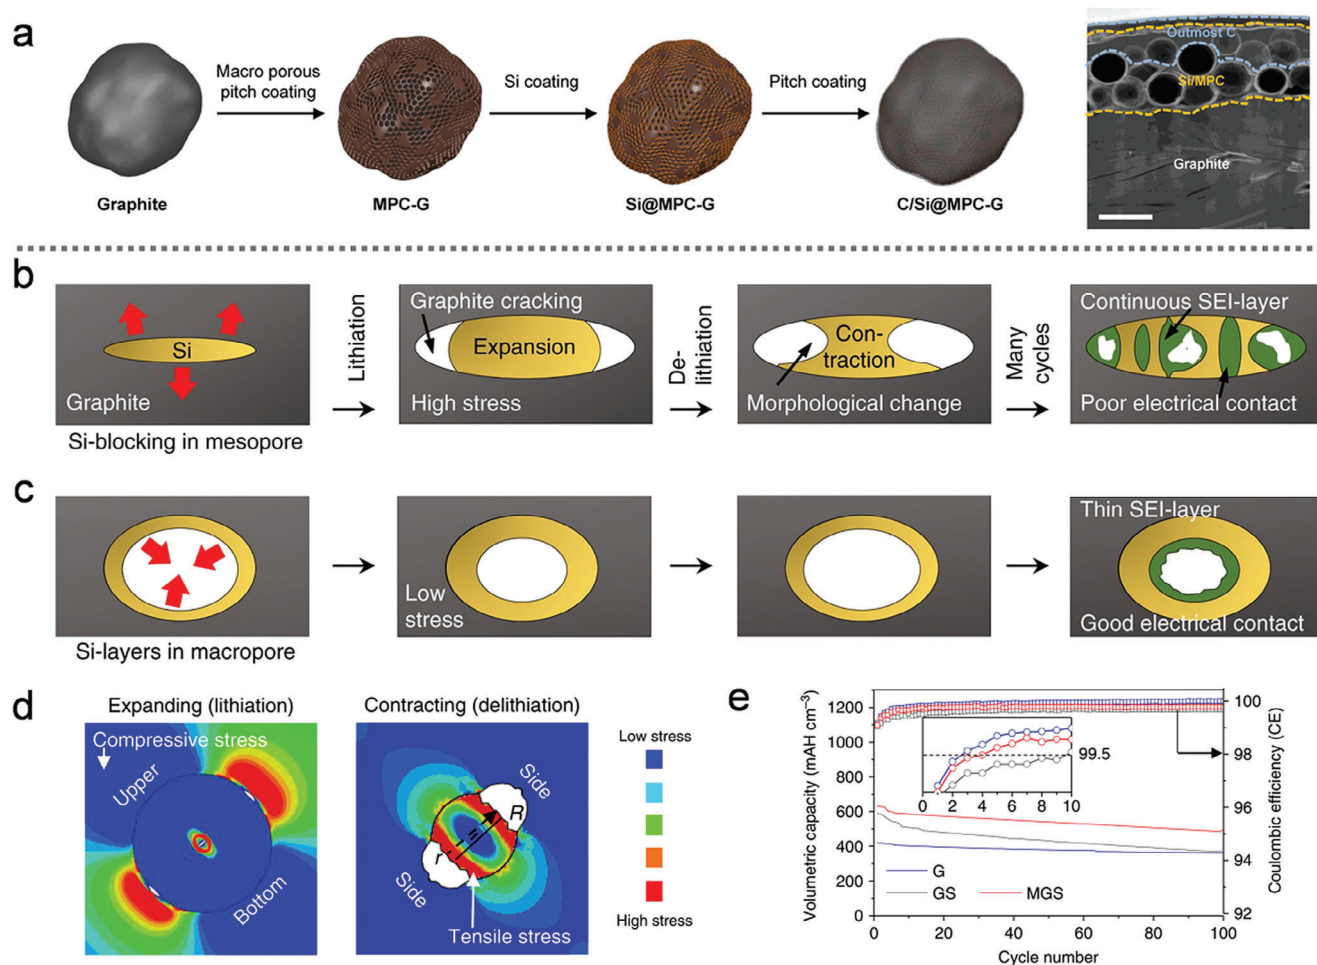 a
Macro porous
pitch coating
Si coating
Pitch coating
Graphite
MPC-G
Si@MPC-G
C/Si@MPC-G
Outmost C
Si/MPC
Graphite
b
Si
Graphite
Si-blocking in mesopore
Lithiation
Graphite cracking
Expansion
High stress
De-
lithiation
Con-
traction
Morphological change
Many
cycles
Continuous SEI-layer
Poor electrical contact
c
Si-layers in macropore
Low
stress
Thin SEI-layer
Good electrical contact
d
Expanding (lithiation)
Compressive stress
Upper
Bottom
Contracting (delithiation)
Side
R
r
Side
Tensile stress
Low stress
High stress
e
Volumetric capacity (mAH cm⁻³)
1200
1000
800
600
400
200
0
0 20 40 60 80 100
Cycle number
100
98
96
94
92
Coulombic efficiency (CE)
99.5
0 2 4 6 8 10
G
GS
MGS